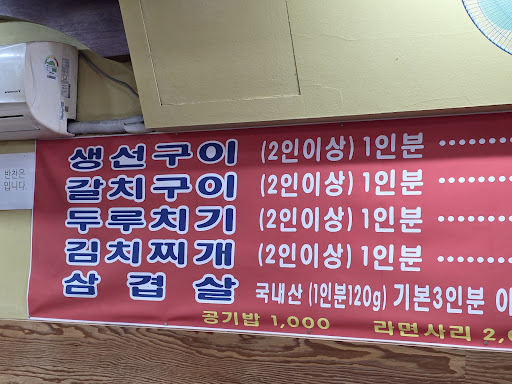 반찬은
입니다
생선구이 (2인이상) 1인분 ………
갈치구이 (2인이상) 1인분 ………
두루치기 (2인이상) 1인분 ………
김치찌개 (2인이상) 1인분 ………
삼겹살 국내산 (1인분120g) 기본3인분 이
공기밥 1,000 라면사리 2,0